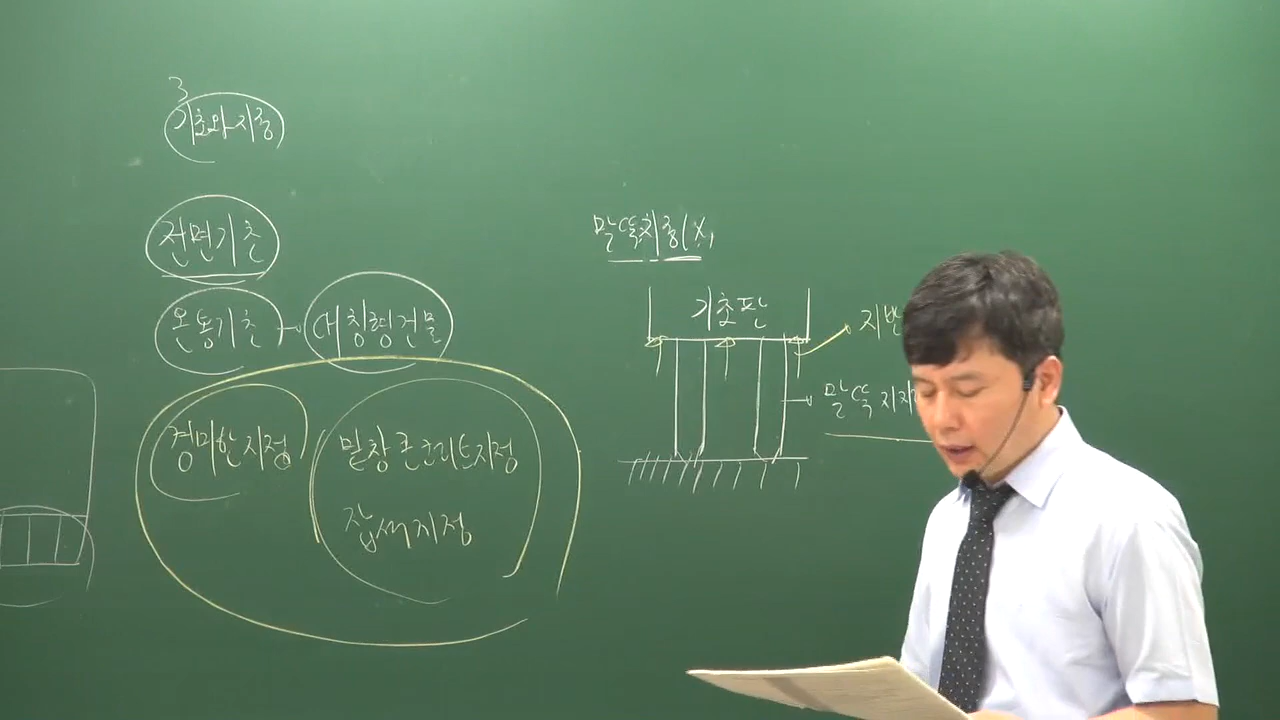 3
기초와 지중
전면기초
온통기초 → 대칭형건물
경미한지정
밑창콘크리트지정
잡석지정
말뚝지중(X)
기초판
지반
말뚝 지지